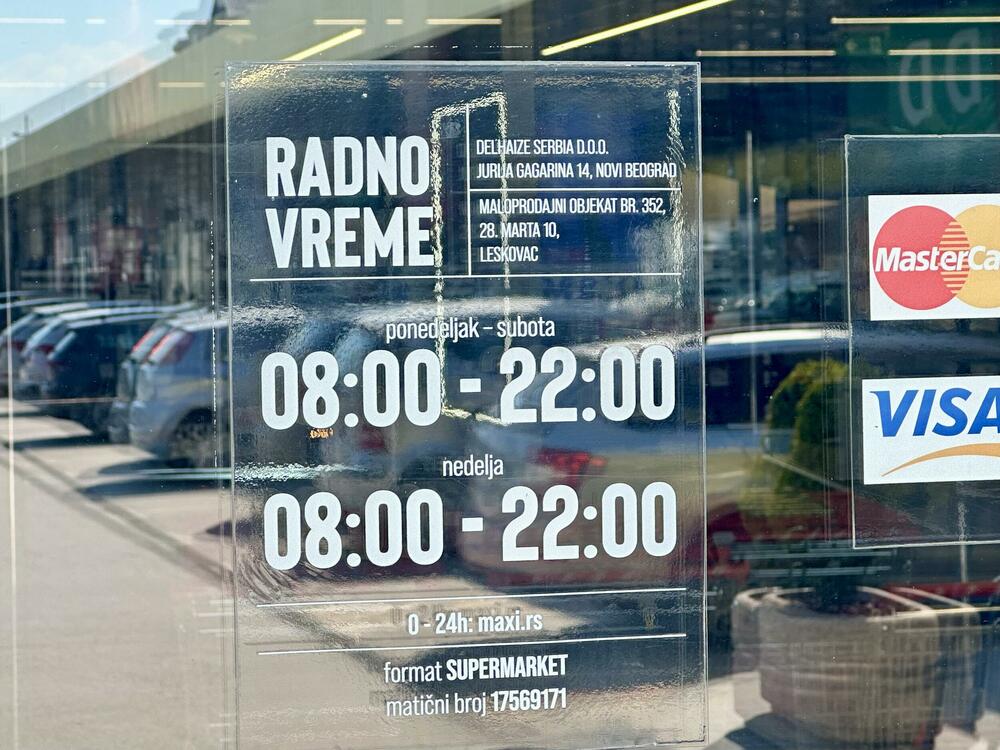 RADNO
VREME
DELHAIZE SERBIA D.O.O.
JURIJA GAGARINA 14, NOVI BEOGRAD
MALOPRODAJNI OBJEKAT BR. 352,
28. MARTA 10,
LESKOVAC
ponedeljak – subota
08:00 - 22:00
nedelja
08:00 - 22:00
0 - 24h: maxi.rs
format SUPERMARKET
matični broj 17569171
MasterCa
VISA